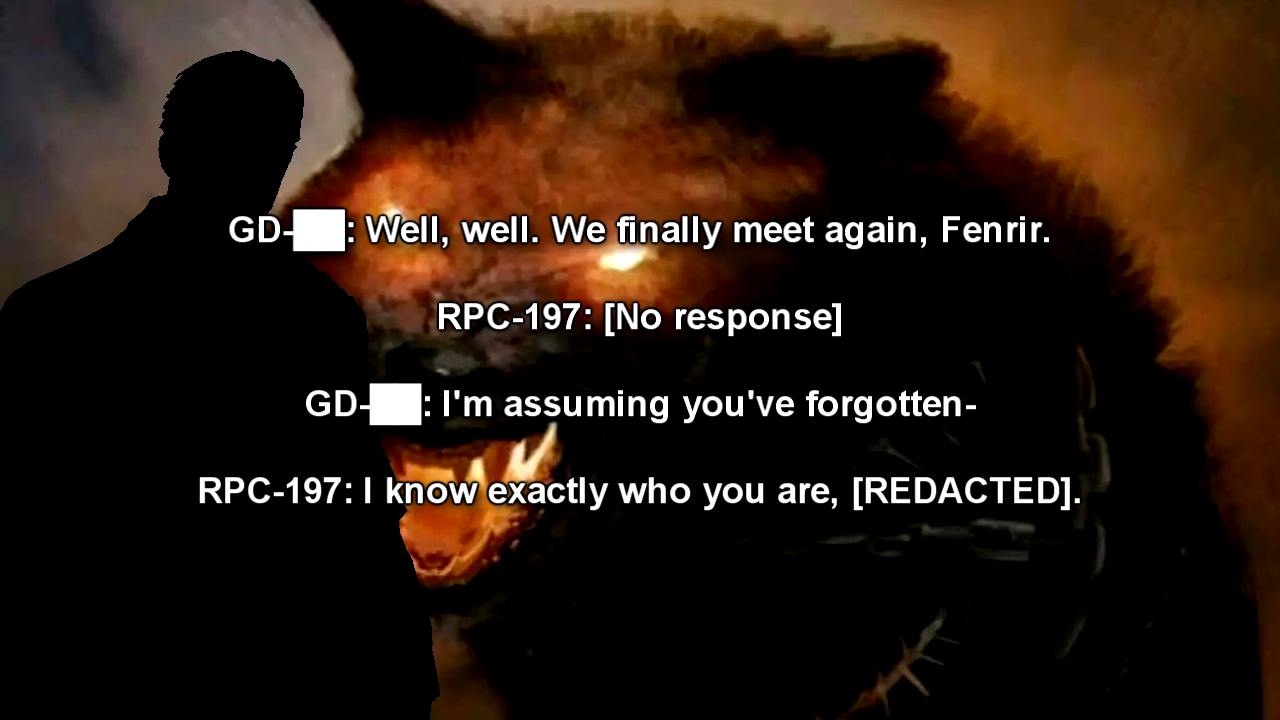 GD-██: Well, well. We finally meet again, Fenrir.
RPC-197: [No response]
GD-██: I'm assuming you've forgotten-
RPC-197: I know exactly who you are, [REDACTED].